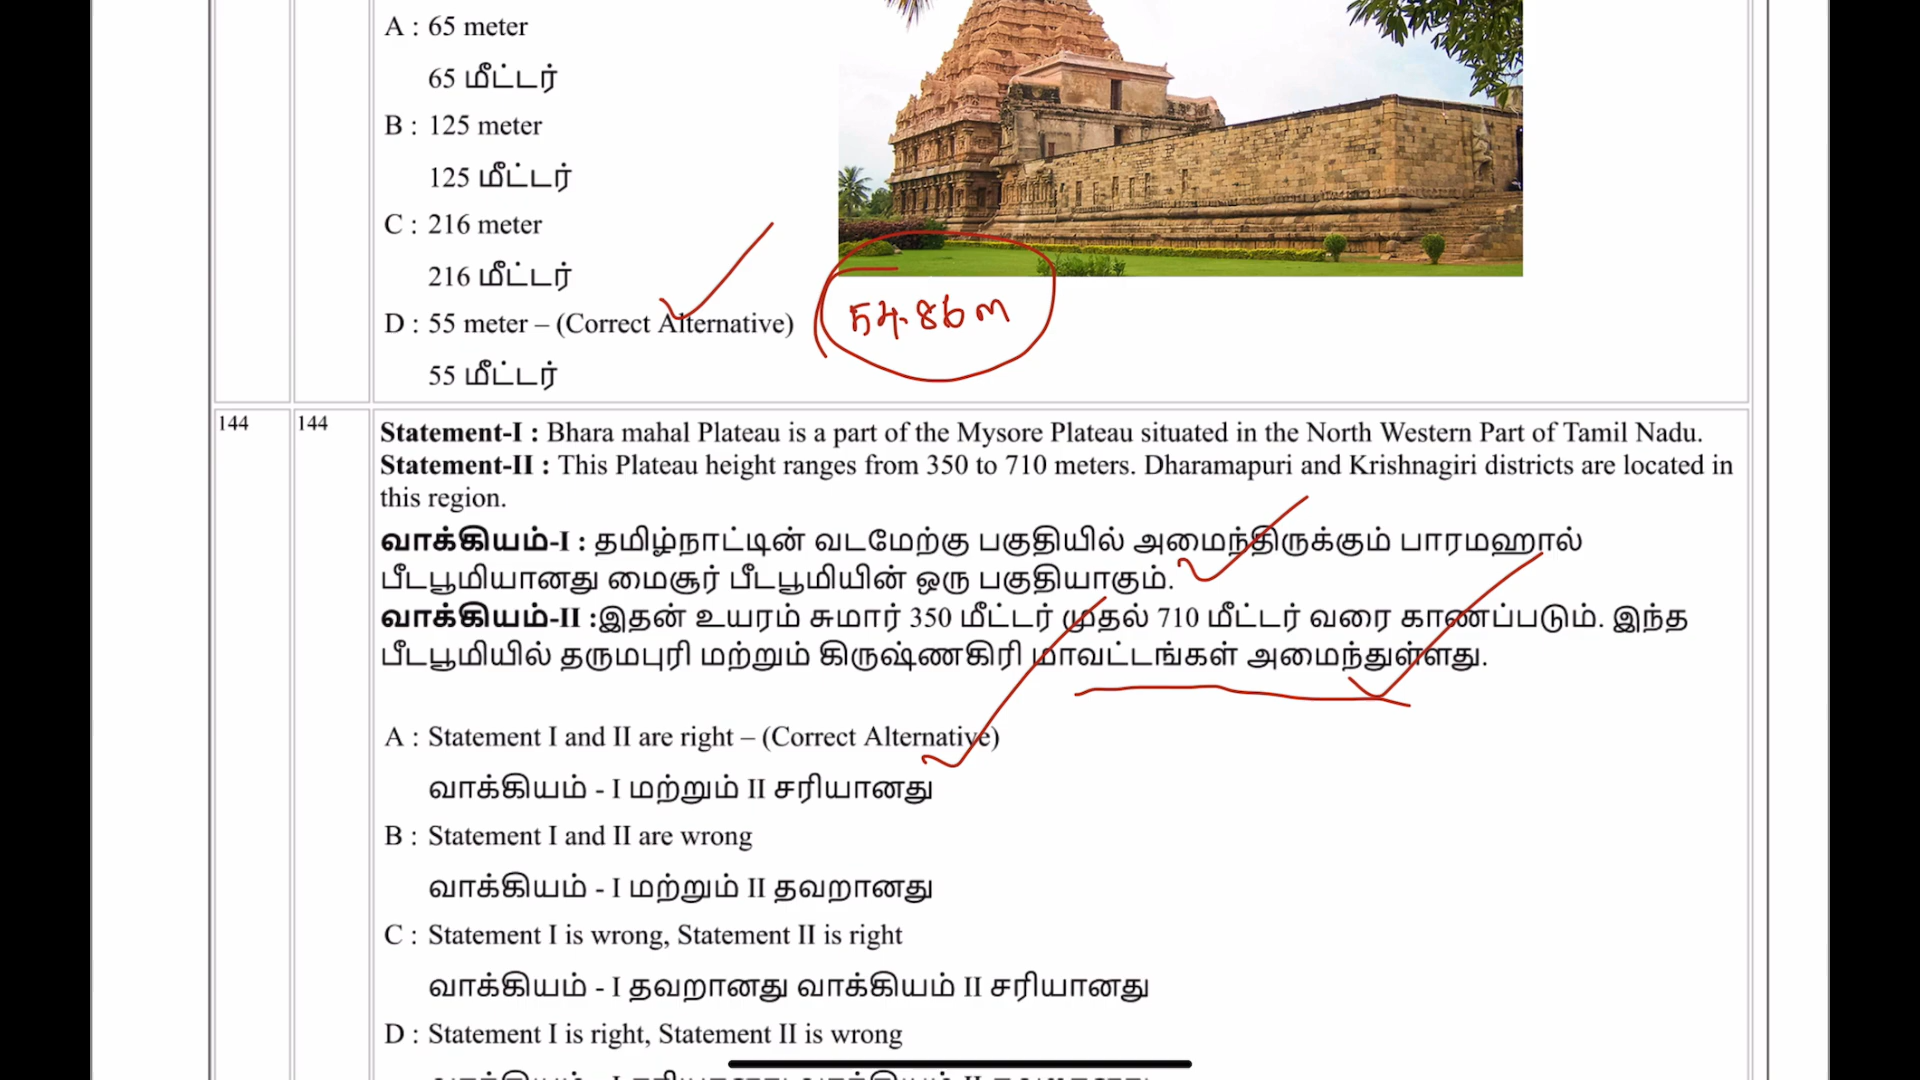 A : 65 meter
65 மீட்டர்
B : 125 meter
125 மீட்டர்
C : 216 meter
216 மீட்டர்
D : 55 meter – (Correct Alternative)
54.86m
55 மீட்டர்
144 144
Statement-I : Bhara mahal Plateau is a part of the Mysore Plateau situated in the North Western Part of Tamil Nadu.
Statement-II : This Plateau height ranges from 350 to 710 meters. Dharamapuri and Krishnagiri districts are located in
this region.
வாக்கியம்-I : தமிழ்நாட்டின் வடமேற்கு பகுதியில் அமைந்திருக்கும் பாரமஹால்
பீடபூமியானது மைசூர் பீடபூமியின் ஒரு பகுதியாகும்.
வாக்கியம்-II :இதன் உயரம் சுமார் 350 மீட்டர் முதல் 710 மீட்டர் வரை காணப்படும். இந்த
பீடபூமியில் தருமபுரி மற்றும் கிருஷ்ணகிரி மாவட்டங்கள் அமைந்துள்ளது.
A : Statement I and II are right – (Correct Alternative)
வாக்கியம் - I மற்றும் II சரியானது
B : Statement I and II are wrong
வாக்கியம் - I மற்றும் II தவறானது
C : Statement I is wrong, Statement II is right
வாக்கியம் - I தவறானது வாக்கியம் II சரியானது
D : Statement I is right, Statement II is wrong